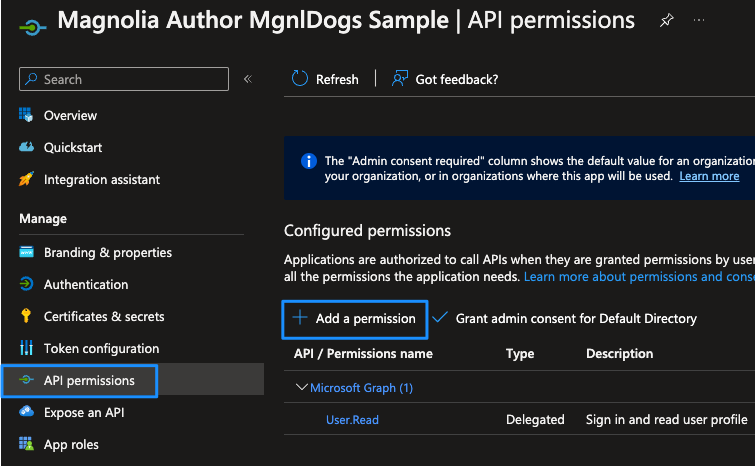 Magnolia Author MgnlDogs Sample | API permissions
Search
Refresh
Got feedback?
Overview
Quickstart
Integration assistant
Manage
Branding & properties
Authentication
Certificates & secrets
Token configuration
API permissions
Expose an API
App roles
The "Admin consent required" column shows the default value for an organization
your organization, or in organizations where this app will be used. Learn more
Configured permissions
Applications are authorized to call APIs when they are granted permissions by user
all the permissions the application needs. Learn more about permissions and conse
Add a permission
Grant admin consent for Default Directory
API / Permissions name Type Description
Microsoft Graph (1)
User.Read Delegated Sign in and read user profile